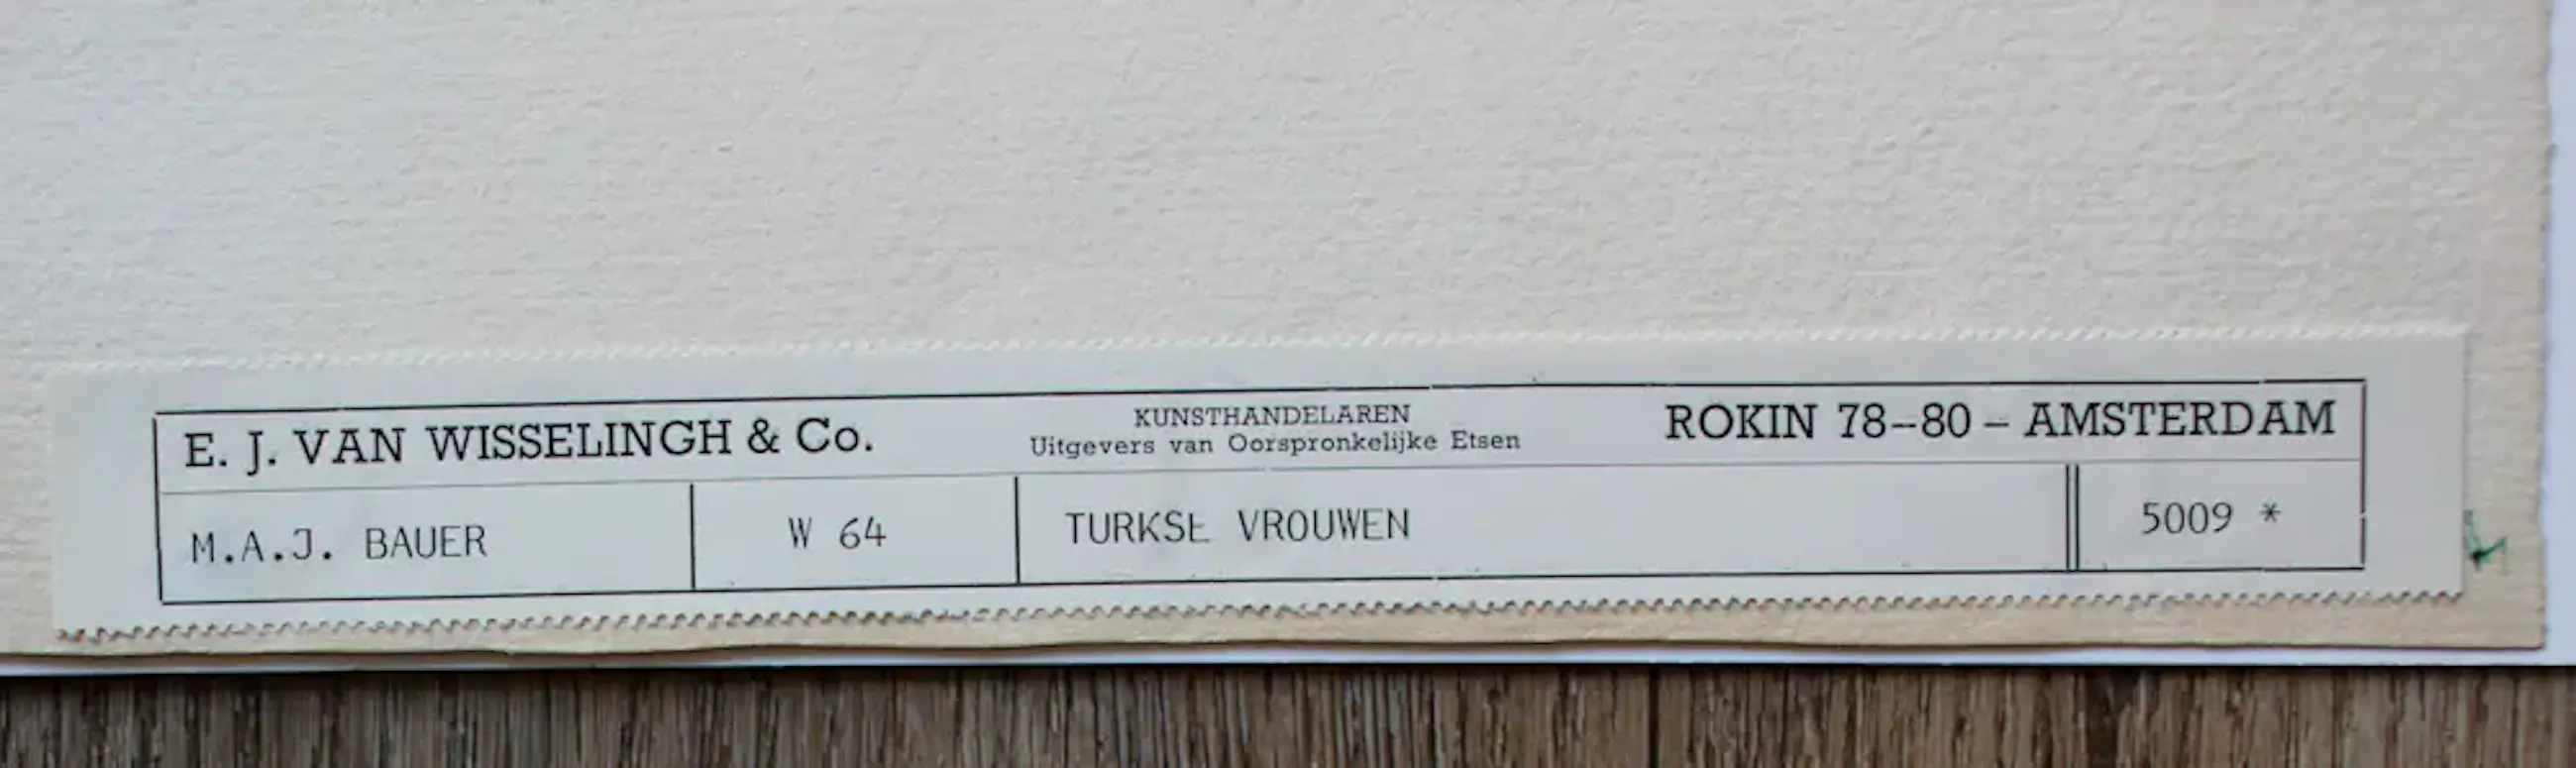 E. J. VAN WISSELINGH & Co.
KUNSTHANDELAREN
Uitgevers van Oorspronkelijke Etsen
ROKIN 78–80 – AMSTERDAM
M.A.J. BAUER
W 64
TURKSE VROUWEN
5009 *